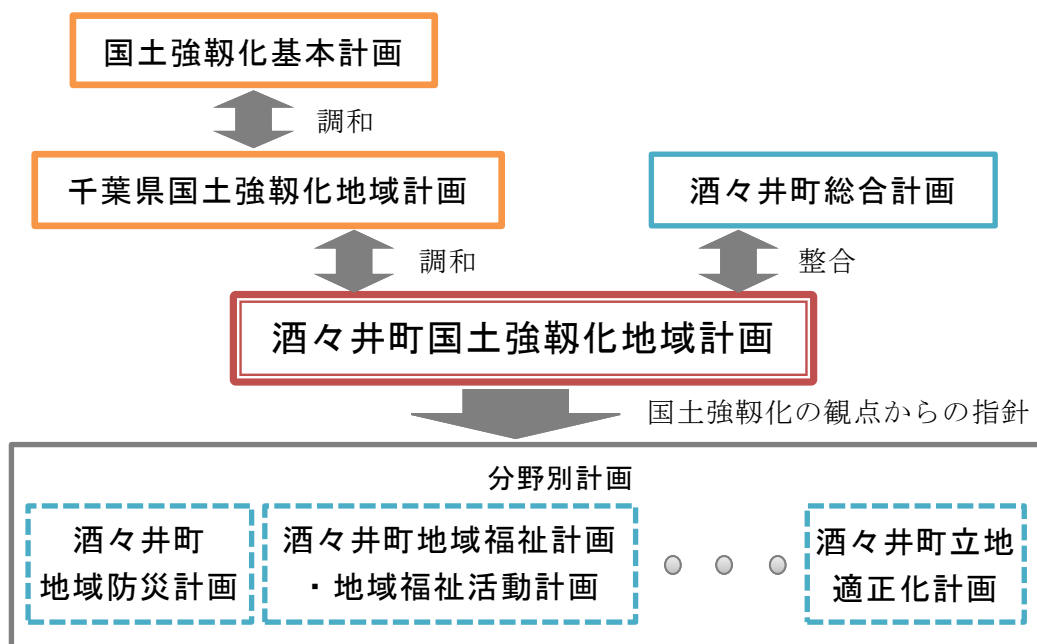 国土強靱化基本計画
調和
千葉県国土強靱化地域計画
酒々井町総合計画
調和
整合
酒々井町国土強靱化地域計画
国土強靱化の観点からの指針
分野別計画
酒々井町
地域防災計画
酒々井町地域福祉計画
・地域福祉活動計画
酒々井町立地
適正化計画